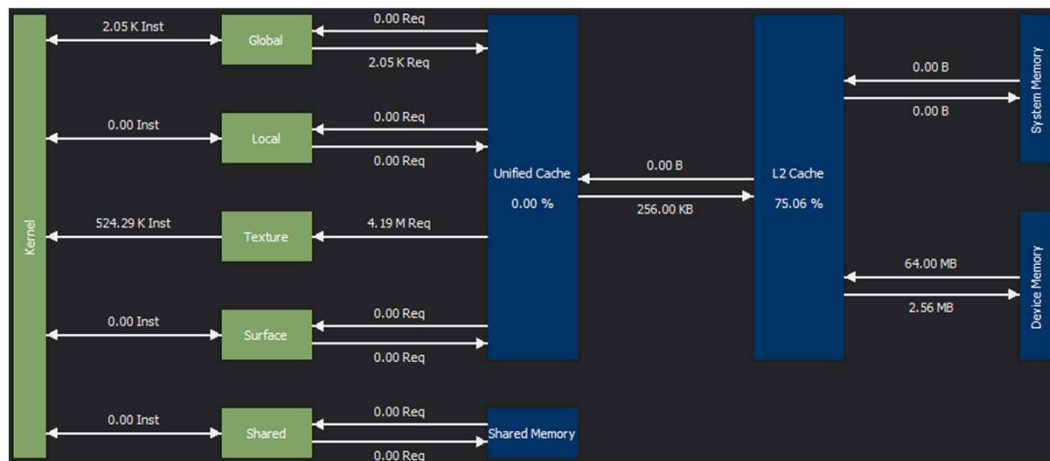 Kernel
2.05 K Inst
Global
0.00 Req
2.05 K Req
0.00 Inst
Local
0.00 Req
0.00 Req
524.29 K Inst
Texture
4.19 M Req
0.00 Inst
Surface
0.00 Req
0.00 Req
0.00 Inst
Shared
0.00 Req
0.00 Req
Unified Cache
0.00 %
Shared Memory
0.00 B
256.00 KB
L2 Cache
75.06 %
0.00 B
0.00 B
System Memory
64.00 MB
2.56 MB
Device Memory